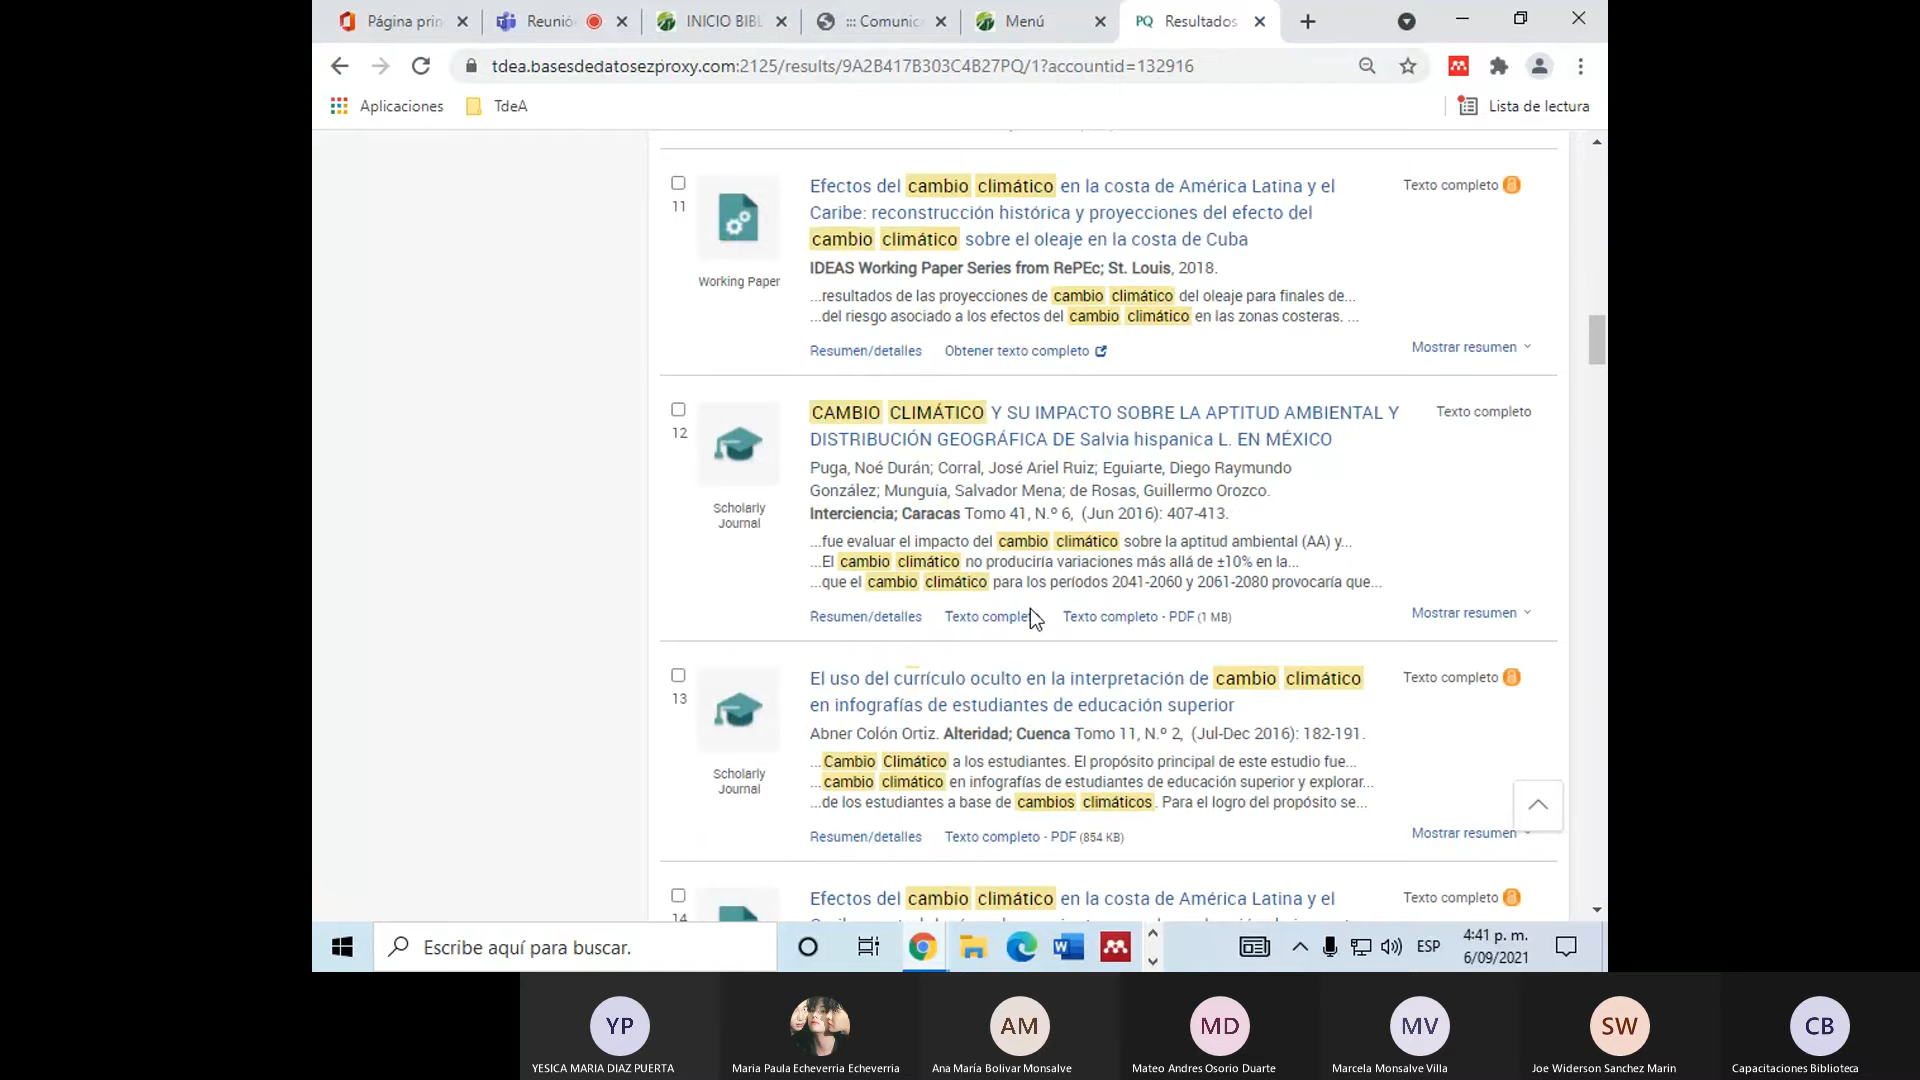 Página prin
Reunió
INICIO BIBL
::: Comunic
Menú
PQ Resultados
tdea.basesdedatosezproxy.com:2125/results/9A2B417B303C4B27PQ/1?accountid=132916
Aplicaciones
TdeA
Lista de lectura
11
Working Paper
Efectos del cambio climático en la costa de América Latina y el
Caribe: reconstrucción histórica y proyecciones del efecto del
cambio climático sobre el oleaje en la costa de Cuba
Texto completo
IDEAS Working Paper Series from RePEc; St. Louis, 2018.
...resultados de las proyecciones de cambio climático del oleaje para finales de...
...del riesgo asociado a los efectos del cambio climático en las zonas costeras. ...
Resumen/detalles
Obtener texto completo
Mostrar resumen
12
Scholarly
Journal
CAMBIO CLIMÁTICO Y SU IMPACTO SOBRE LA APTITUD AMBIENTAL Y
DISTRIBUCIÓN GEOGRÁFICA DE Salvia hispanica L. EN MÉXICO
Texto completo
Puga, Noé Durán; Corral, José Ariel Ruiz; Eguiarte, Diego Raymundo
González; Munguía, Salvador Mena; de Rosas, Guillermo Orozco.
Interciencia; Caracas Tomo 41, N.º 6, (Jun 2016): 407-413.
...fue evaluar el impacto del cambio climático sobre la aptitud ambiental (AA) y...
...El cambio climático no produciría variaciones más allá de ±10% en la...
...que el cambio climático para los períodos 2041-2060 y 2061-2080 provocaría que...
Resumen/detalles
Texto complet
Texto completo - PDF (1 MB)
Mostrar resumen
13
Scholarly
Journal
El uso del currículo oculto en la interpretación de cambio climático
en infografías de estudiantes de educación superior
Texto completo
Abner Colón Ortiz. Alteridad; Cuenca Tomo 11, N.º 2, (Jul-Dec 2016): 182-191.
...Cambio Climático a los estudiantes. El propósito principal de este estudio fue...
...cambio climático en infografías de estudiantes de educación superior y explorar...
...de los estudiantes a base de cambios climáticos. Para el logro del propósito se...
Resumen/detalles
Texto completo - PDF (854 KB)
Mostrar resumen
14
Efectos del cambio climático en la costa de América Latina y el
Texto completo
Escribe aquí para buscar.
ESP
4:41 p. m.
6/09/2021
YP
AM
MD
MV
SW
CB
YESICA MARIA DIAZ PUERTA
Maria Paula Echeverria Echeverria
Ana María Bolivar Monsalve
Mateo Andres Osorio Duarte
Marcela Monsalve Villa
Joe Widerson Sanchez Marin
Capacitaciones Biblioteca